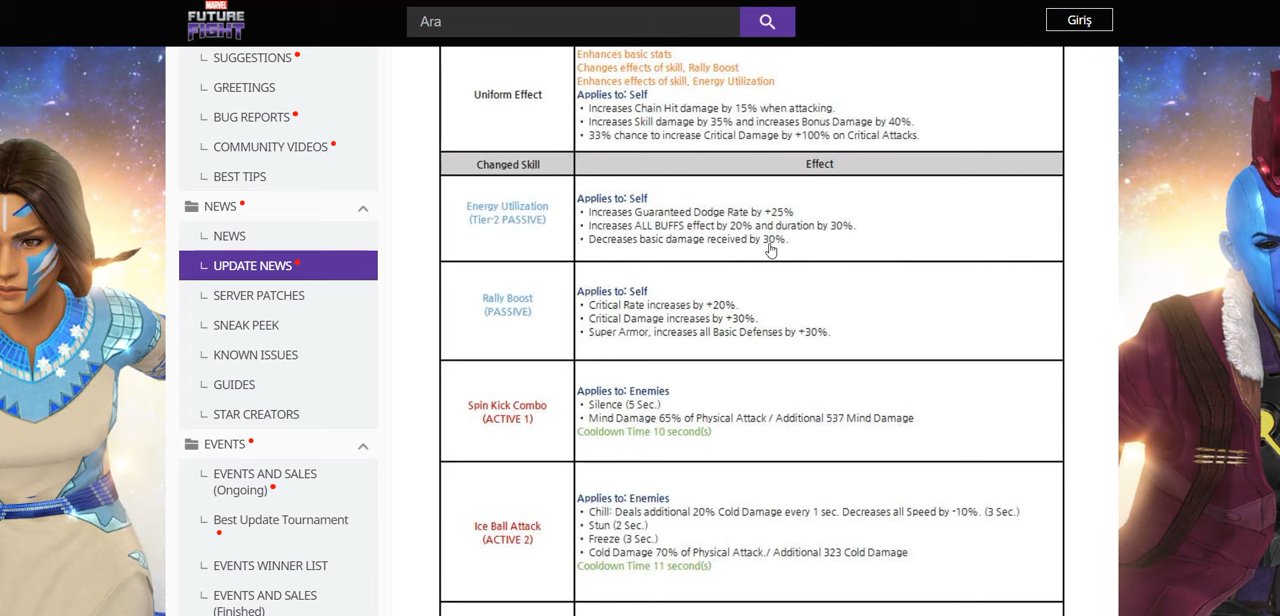 MARVEL
FUTURE
FIGHT
Ara
Giriş
SUGGESTIONS
GREETINGS
BUG REPORTS
COMMUNITY VIDEOS
BEST TIPS
NEWS
NEWS
UPDATE NEWS
SERVER PATCHES
SNEAK PEEK
KNOWN ISSUES
GUIDES
STAR CREATORS
EVENTS
EVENTS AND SALES
(Ongoing)
Best Update Tournament
EVENTS WINNER LIST
EVENTS AND SALES
(Finished)
Uniform Effect
Enhances basic stats
Changes effects of skill, Rally Boost
Enhances effects of skill, Energy Utilization
Applies to: Self
• Increases Chain Hit damage by 15% when attacking.
• Increases Skill damage by 35% and increases Bonus Damage by 40%.
• 33% chance to increase Critical Damage by +100% on Critical Attacks.
Changed Skill
Effect
Energy Utilization
(Tier-2 PASSIVE)
Applies to: Self
• Increases Guaranteed Dodge Rate by +25%
• Increases ALL BUFFS effect by 20% and duration by 30%.
• Decreases basic damage received by 30%.
Rally Boost
(PASSIVE)
Applies to: Self
• Critical Rate increases by +20%.
• Critical Damage increases by +30%.
• Super Armor, increases all Basic Defenses by +30%.
Spin Kick Combo
(ACTIVE 1)
Applies to: Enemies
• Silence (5 Sec.)
• Mind Damage 65% of Physical Attack / Additional 537 Mind Damage
Cooldown Time 10 second(s)
Ice Ball Attack
(ACTIVE 2)
Applies to: Enemies
• Chill: Deals additional 20% Cold Damage every 1 sec. Decreases all Speed by -10%. (3 Sec.)
• Stun (2 Sec.)
• Freeze (3 Sec.)
• Cold Damage 70% of Physical Attack./ Additional 323 Cold Damage
Cooldown Time 11 second(s)